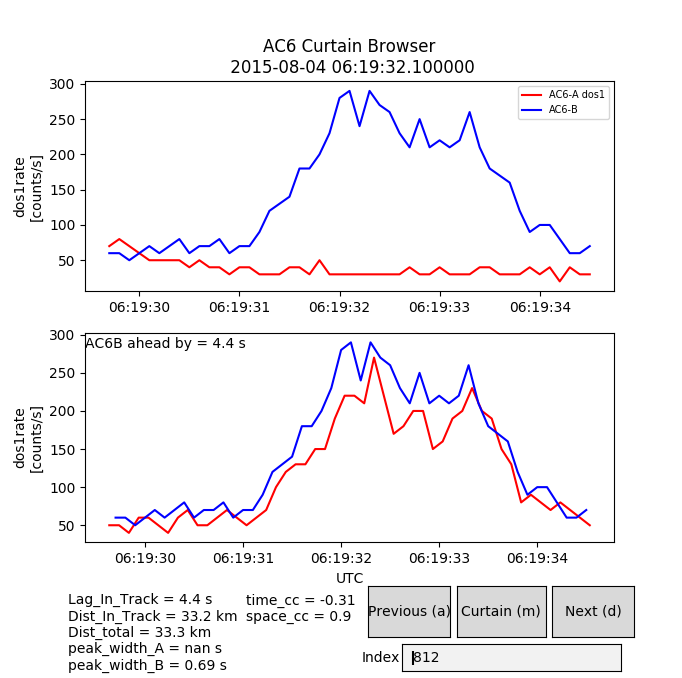 AC6 Curtain Browser
2015-08-04 06:19:32.100000
300
250
200
150
100
50
dos1rate
[counts/s]
AC6-A dos1
AC6-B
06:19:30 06:19:31 06:19:32 06:19:33 06:19:34
AC6B ahead by = 4.4 s
300
250
200
150
100
50
dos1rate
[counts/s]
06:19:30 06:19:31 06:19:32 06:19:33 06:19:34
UTC
Lag_In_Track = 4.4 s
Dist_In_Track = 33.2 km
Dist_total = 33.3 km
peak_width_A = nan s
peak_width_B = 0.69 s
time_cc = -0.31
space_cc = 0.9
Previous (a) Curtain (m) Next (d)
Index 812